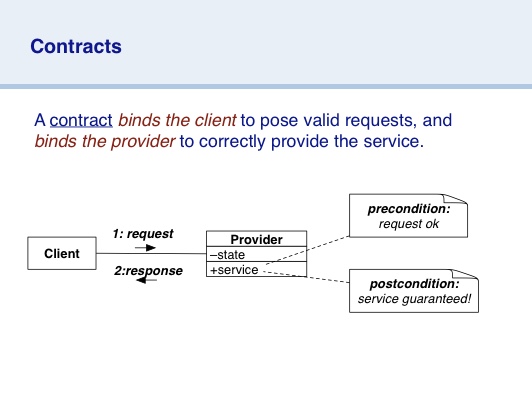 Contracts
A contract binds the client to pose valid requests, and
binds the provider to correctly provide the service.
precondition:
request ok
1: request
Client
Provider
–state
+service
2:response
postcondition:
service guaranteed!